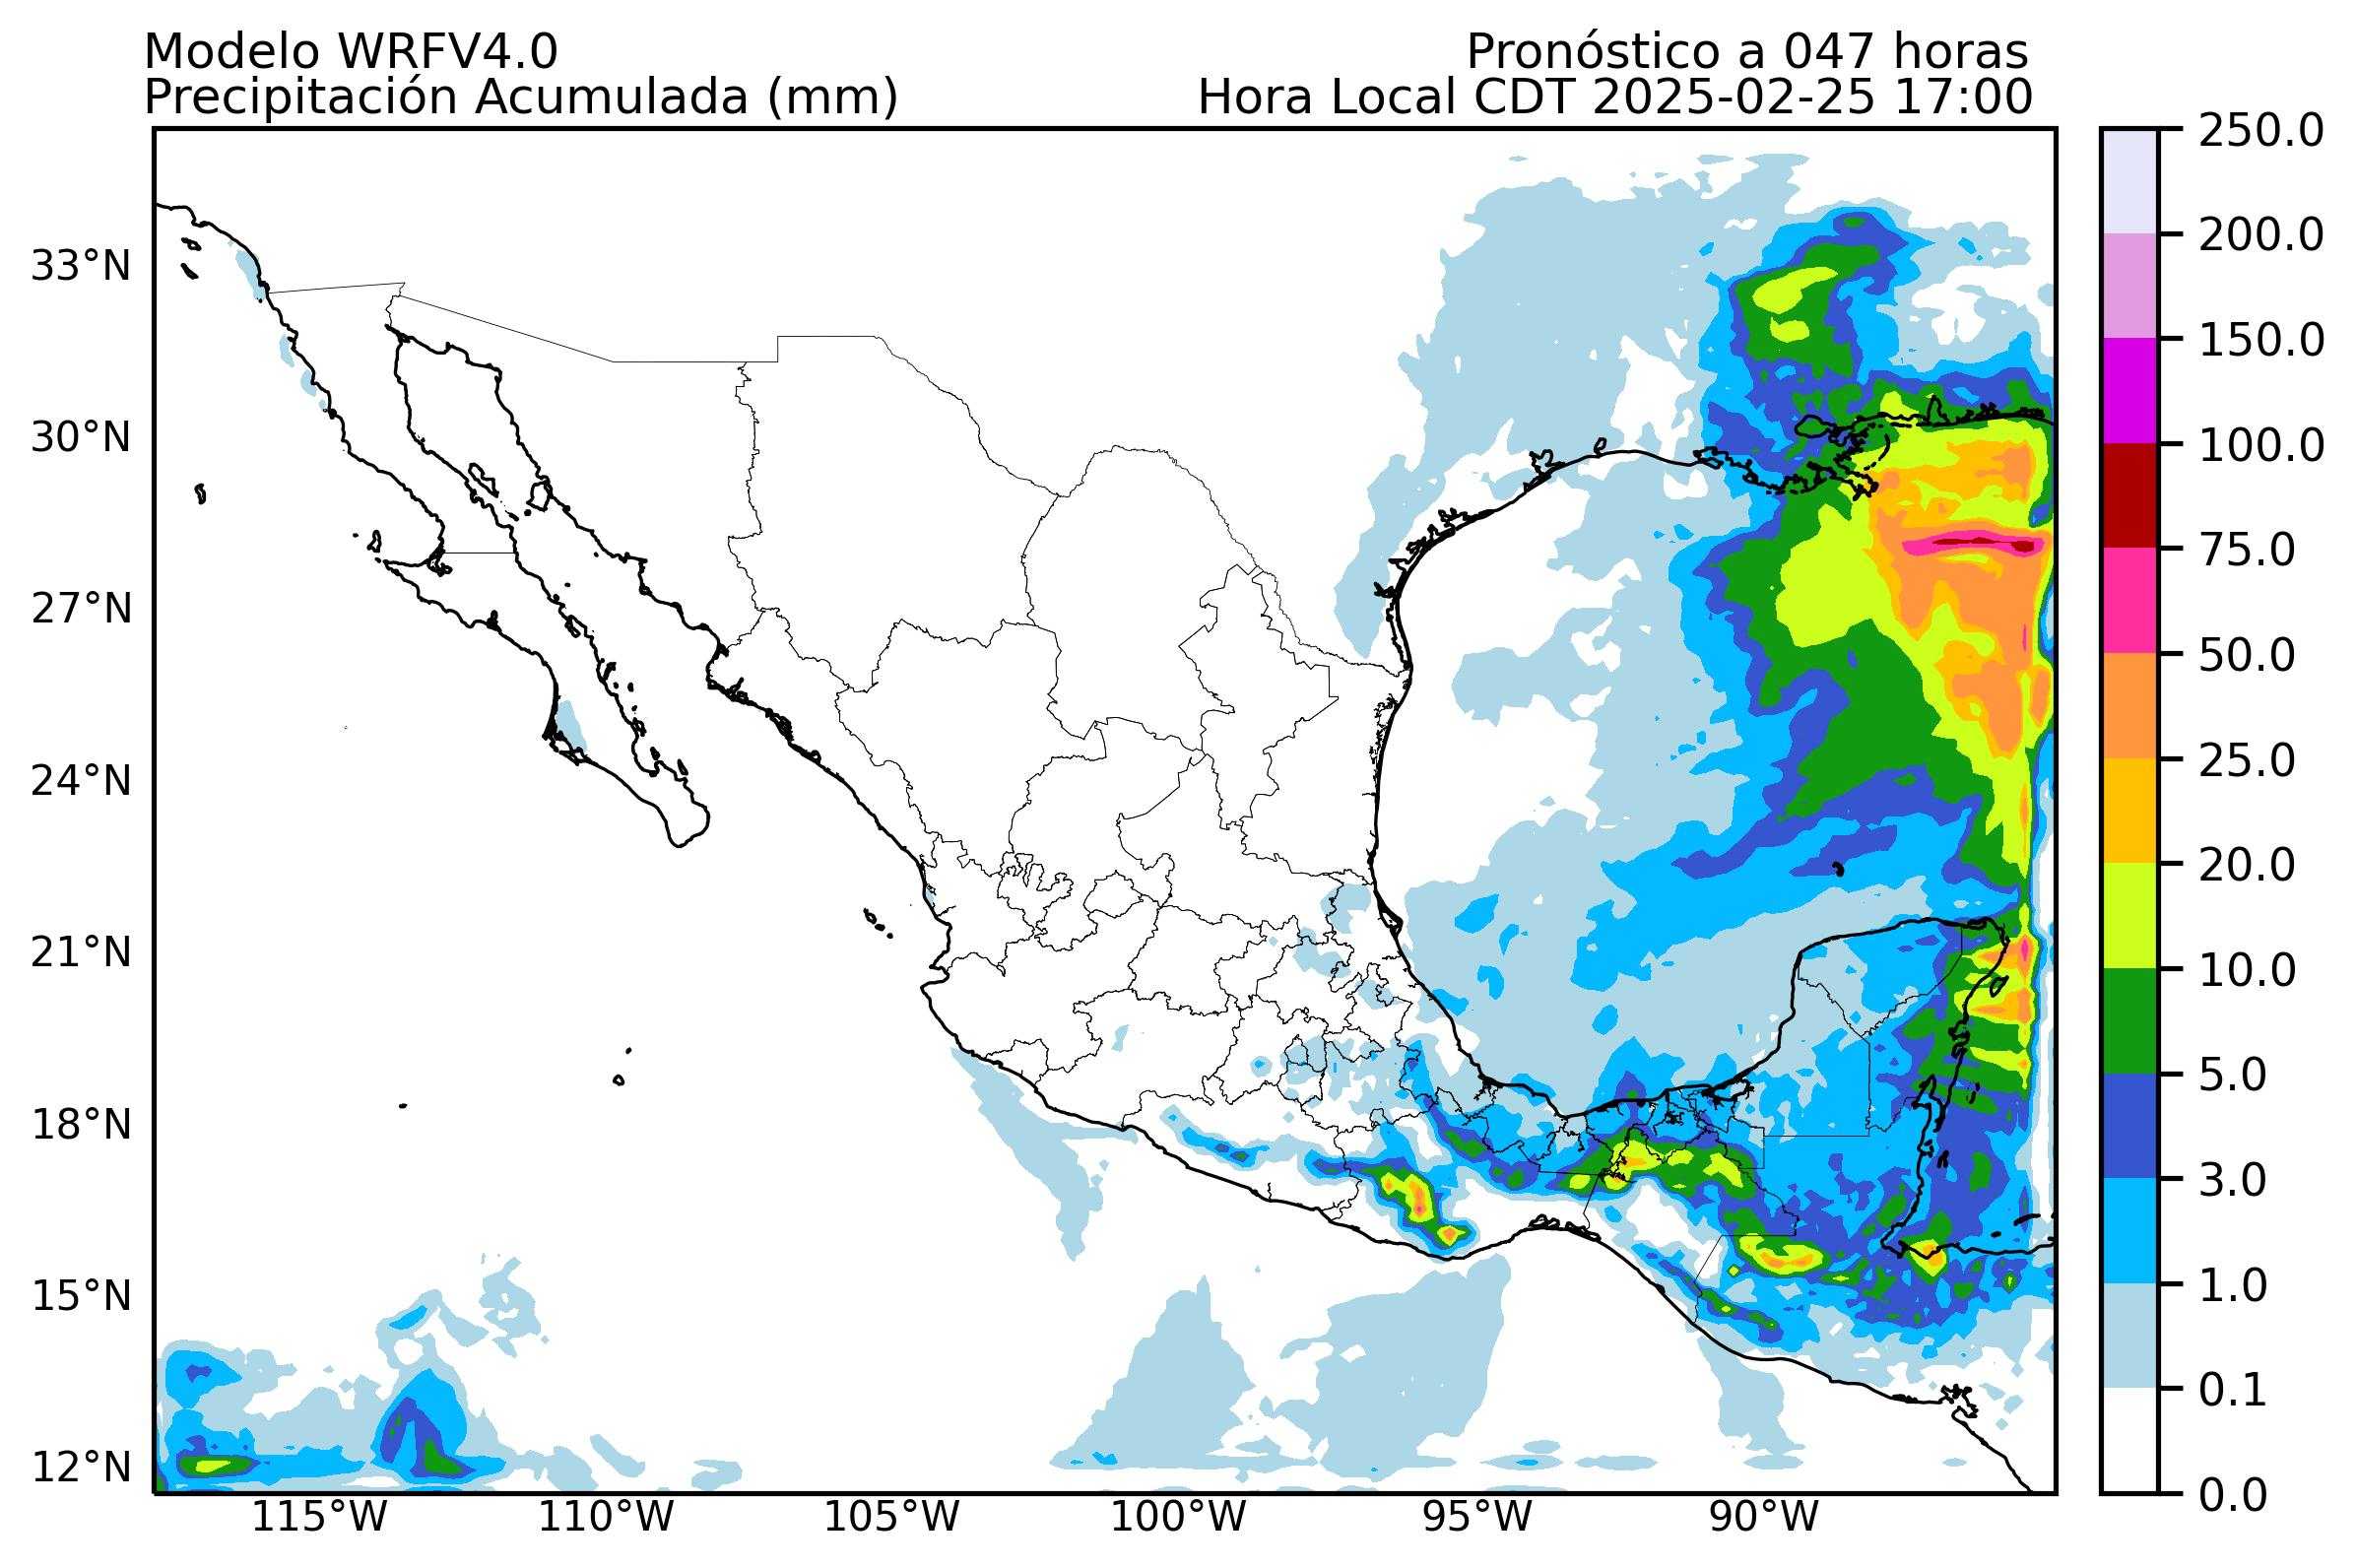 Modelo WRFV4.0
Pronóstico a 047 horas
Precipitación Acumulada (mm)
Hora Local CDT 2025-02-25 17:00
250.0
200.0
150.0
100.0
75.0
50.0
25.0
20.0
10.0
5.0
3.0
1.0
0.1
0.0
33°N
30°N
27°N
24°N
21°N
18°N
15°N
12°N
115°W
110°W
105°W
100°W
95°W
90°W